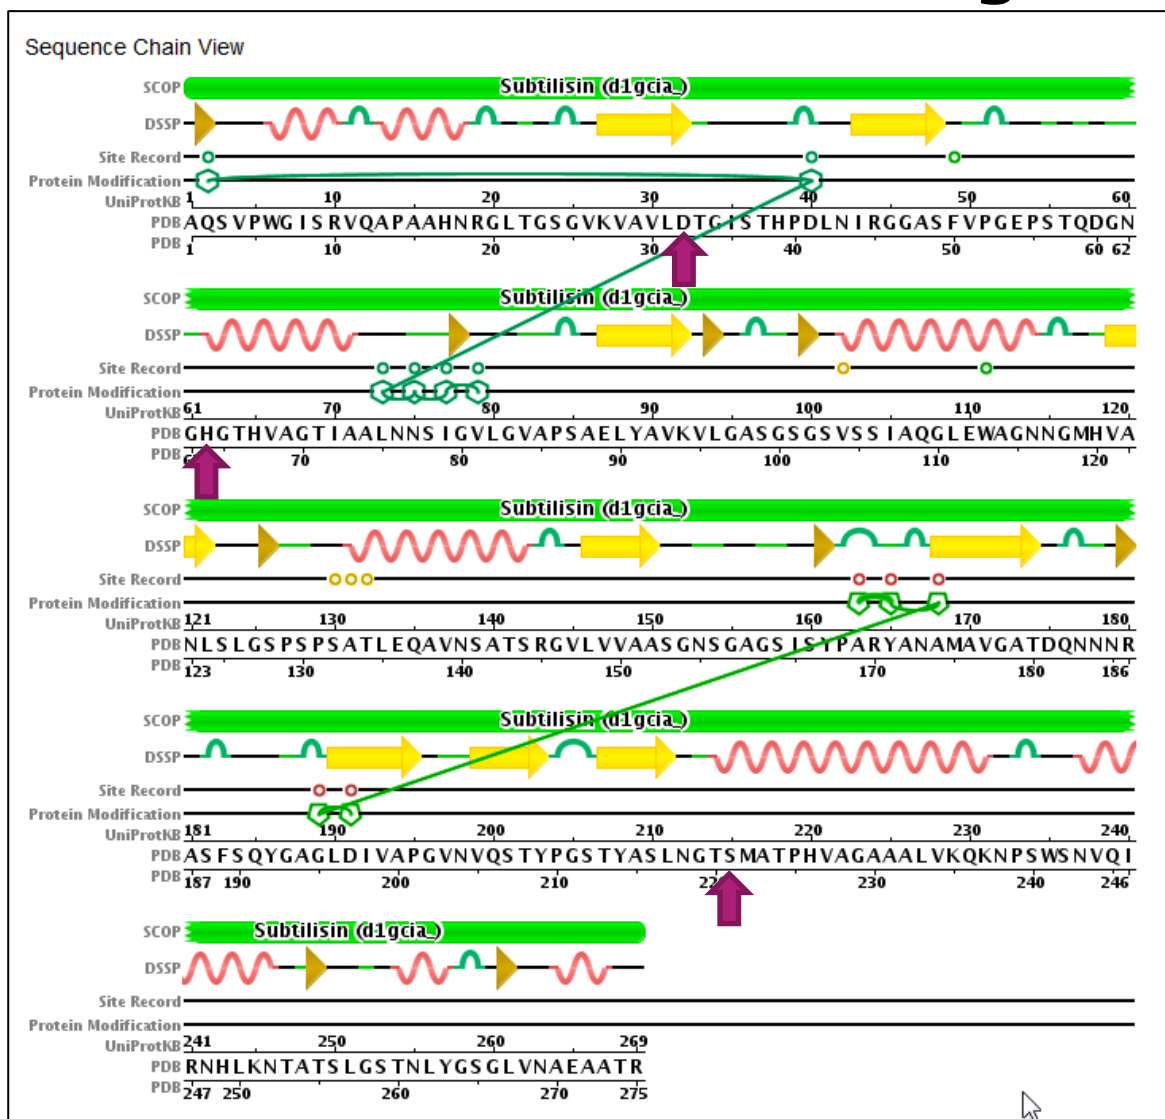 Sequence Chain View
SCOP Subtilisin (d1gcia_)
DSSP
Site Record
Protein Modification
UniProtKB 1 10 20 30 40 50 60
PDB AQSVPWGISRVQAPAAHNRGLTGSGVKVAVLDTGISTHPDLNIRGGASFVPGEPSTQDGN
PDB 1 10 20 30 40 50 60 62
SCOP Subtilisin (d1gcia_)
DSSP
Site Record
Protein Modification
UniProtKB 61 70 80 90 100 110 120
PDB GHGTHVAGTIAALNNSIGVLGVAPSAELYAVKVLGASGSGSVSSIAQGLEWAGNNGMHVA
PDB 70 80 90 100 110 120
SCOP Subtilisin (d1gcia_)
DSSP
Site Record
Protein Modification
UniProtKB 121 130 140 150 160 170 180
PDB NLSLGSPSPSATLEQAVNSATSRGVLVVAASGNSGAGSISYPARYANAMAVGATDQNNNR
PDB 123 130 140 150 160 170 180 186
SCOP Subtilisin (d1gcia_)
DSSP
Site Record
Protein Modification
UniProtKB 181 190 200 210 220 230 240
PDB ASFSQYGAGLDIVAPGVNVQSTYPGSTYASLNGTSMATPHVAGAAALVKQKNPSWSNVQI
PDB 187 190 200 210 230 240 246
SCOP Subtilisin (d1gcia_)
DSSP
Site Record
Protein Modification
UniProtKB 241 250 260 269
PDB RNHLKNTATSLGSTNLYGSGLVNAEAATR
PDB 247 250 260 270 275